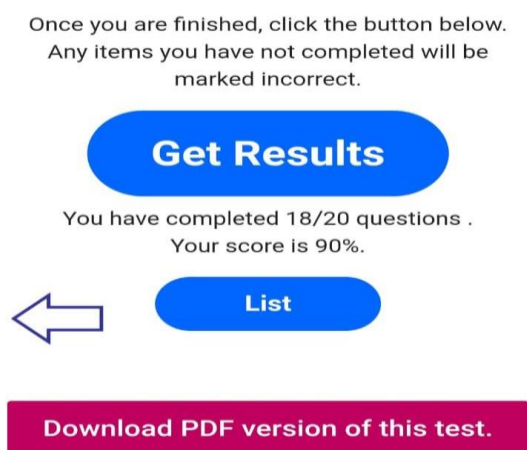 Once you are finished, click the button below.
Any items you have not completed will be
marked incorrect.
Get Results
You have completed 18/20 questions .
Your score is 90%.
List
Download PDF version of this test.